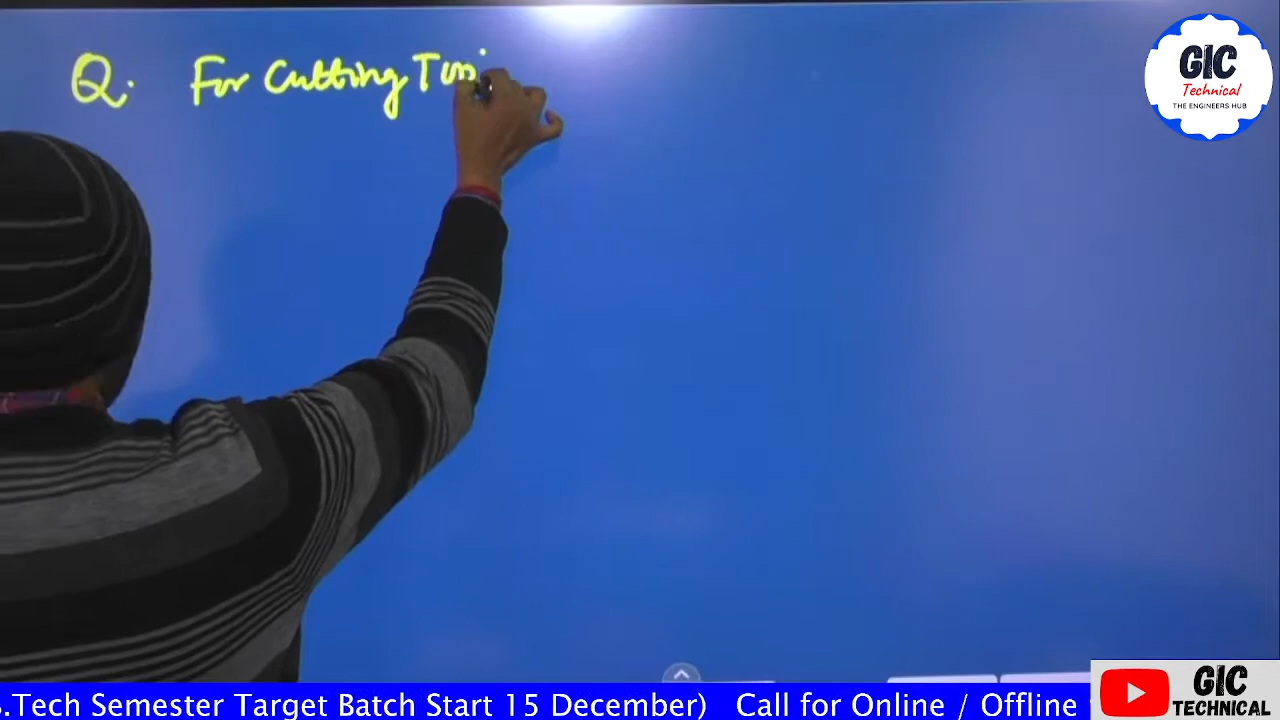 Q. For Cutting
GIC
Technical
THE ENGINEERS HUB
.Tech Semester Target Batch Start 15 December) Call for Online / Offline
GIC
TECHNICAL